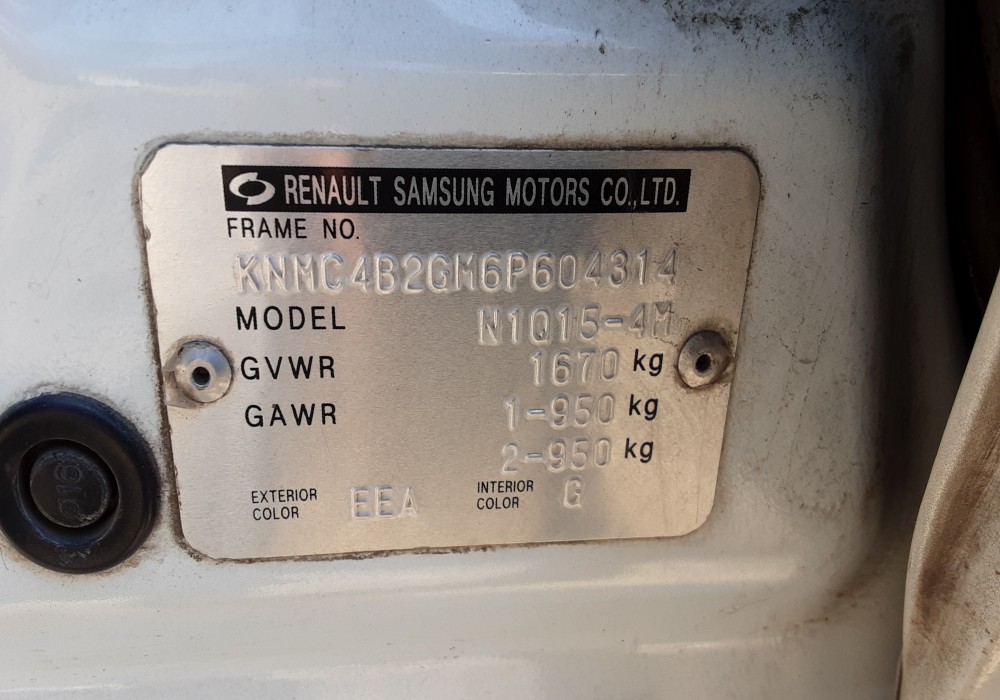 RENAULT SAMSUNG MOTORS CO.,LTD.
FRAME NO.
KNMC4B2GM6P604314
MODEL N1Q15-4M
GVWR 1670 kg
GAWR 1-950 kg
2-950 kg
EXTERIOR COLOR EEA INTERIOR COLOR G
916